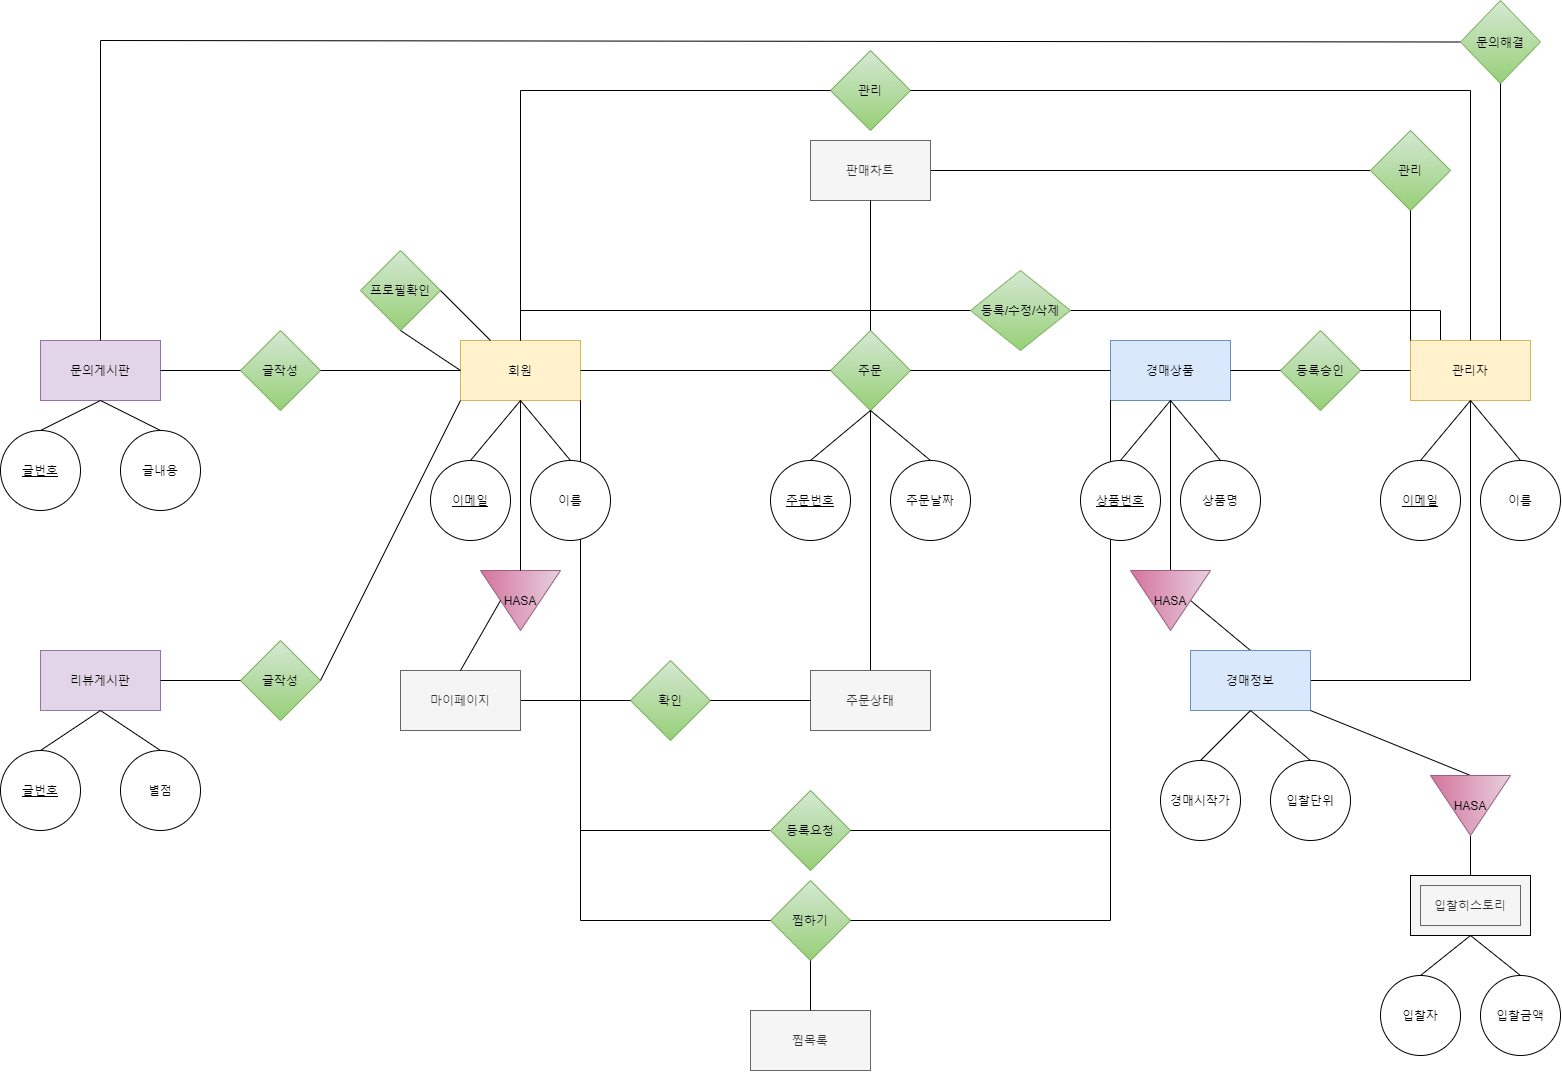 문의해결
관리
판매차트
관리
프로필확인
등록/수정/삭제
문의게시판
글작성
회원
주문
경매상품
등록승인
관리자
글번호
글내용
이메일
이름
주문번호
주문날짜
상품번호
상품명
이메일
이름
HASA
HASA
리뷰게시판
글작성
마이페이지
확인
주문상태
경매정보
글번호
별점
경매시작가
입찰단위
HASA
등록요청
입찰히스토리
찜하기
입찰자
입찰금액
찜목록